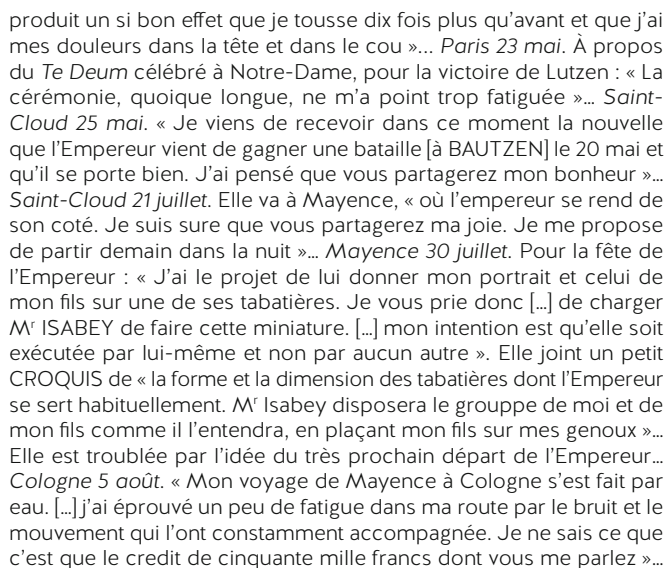 produit un si bon effet que je tousse dix fois plus qu’avant et que j’ai
mes douleurs dans la tête et dans le cou »... Paris 23 mai. À propos
du Te Deum célébré à Notre-Dame, pour la victoire de Lutzen : « La
cérémonie, quoique longue, ne m’a point trop fatiguée »… Saint-
Cloud 25 mai. « Je viens de recevoir dans ce moment la nouvelle
que l’Empereur vient de gagner une bataille [à BAUTZEN] le 20 mai et
qu’il se porte bien. J’ai pensé que vous partagerez mon bonheur »…
Saint-Cloud 21 juillet. Elle va à Mayence, « où l’empereur se rend de
son coté. Je suis sure que vous partagerez ma joie. Je me propose
de partir demain dans la nuit »… Mayence 30 juillet. Pour la fête de
l’Empereur : « J’ai le projet de lui donner mon portrait et celui de
mon fils sur une de ses tabatières. Je vous prie donc […] de charger
Mr ISABEY de faire cette miniature. […] mon intention est qu’elle soit
exécutée par lui-même et non par aucun autre ». Elle joint un petit
CROQUIS de « la forme et la dimension des tabatières dont l’Empereur
se sert habituellement. Mr Isabey disposera le grouppe de moi et de
mon fils comme il l’entendra, en plaçant mon fils sur mes genoux »…
Elle est troublée par l’idée du très prochain départ de l’Empereur…
Cologne 5 août. « Mon voyage de Mayence à Cologne s’est fait par
eau. […] j’ai éprouvé un peu de fatigue dans ma route par le bruit et le
mouvement qui l’ont constamment accompagnée. Je ne sais ce que
c’est que le credit de cinquante mille francs dont vous me parlez »…